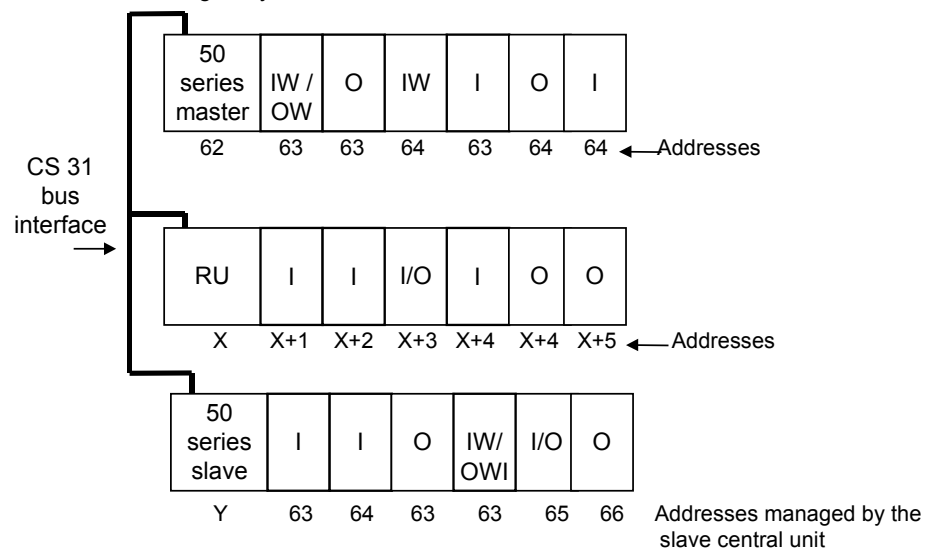 50 series master IW / OW O IW I O I
62 63 63 64 63 64 64 Addresses
CS 31 bus interface
RU I I I/O I O O
X X+1 X+2 X+3 X+4 X+4 X+5 Addresses
50 series slave I I O IW/ OWI I/O O
Y 63 64 63 63 65 66 Addresses managed by the
slave central unit